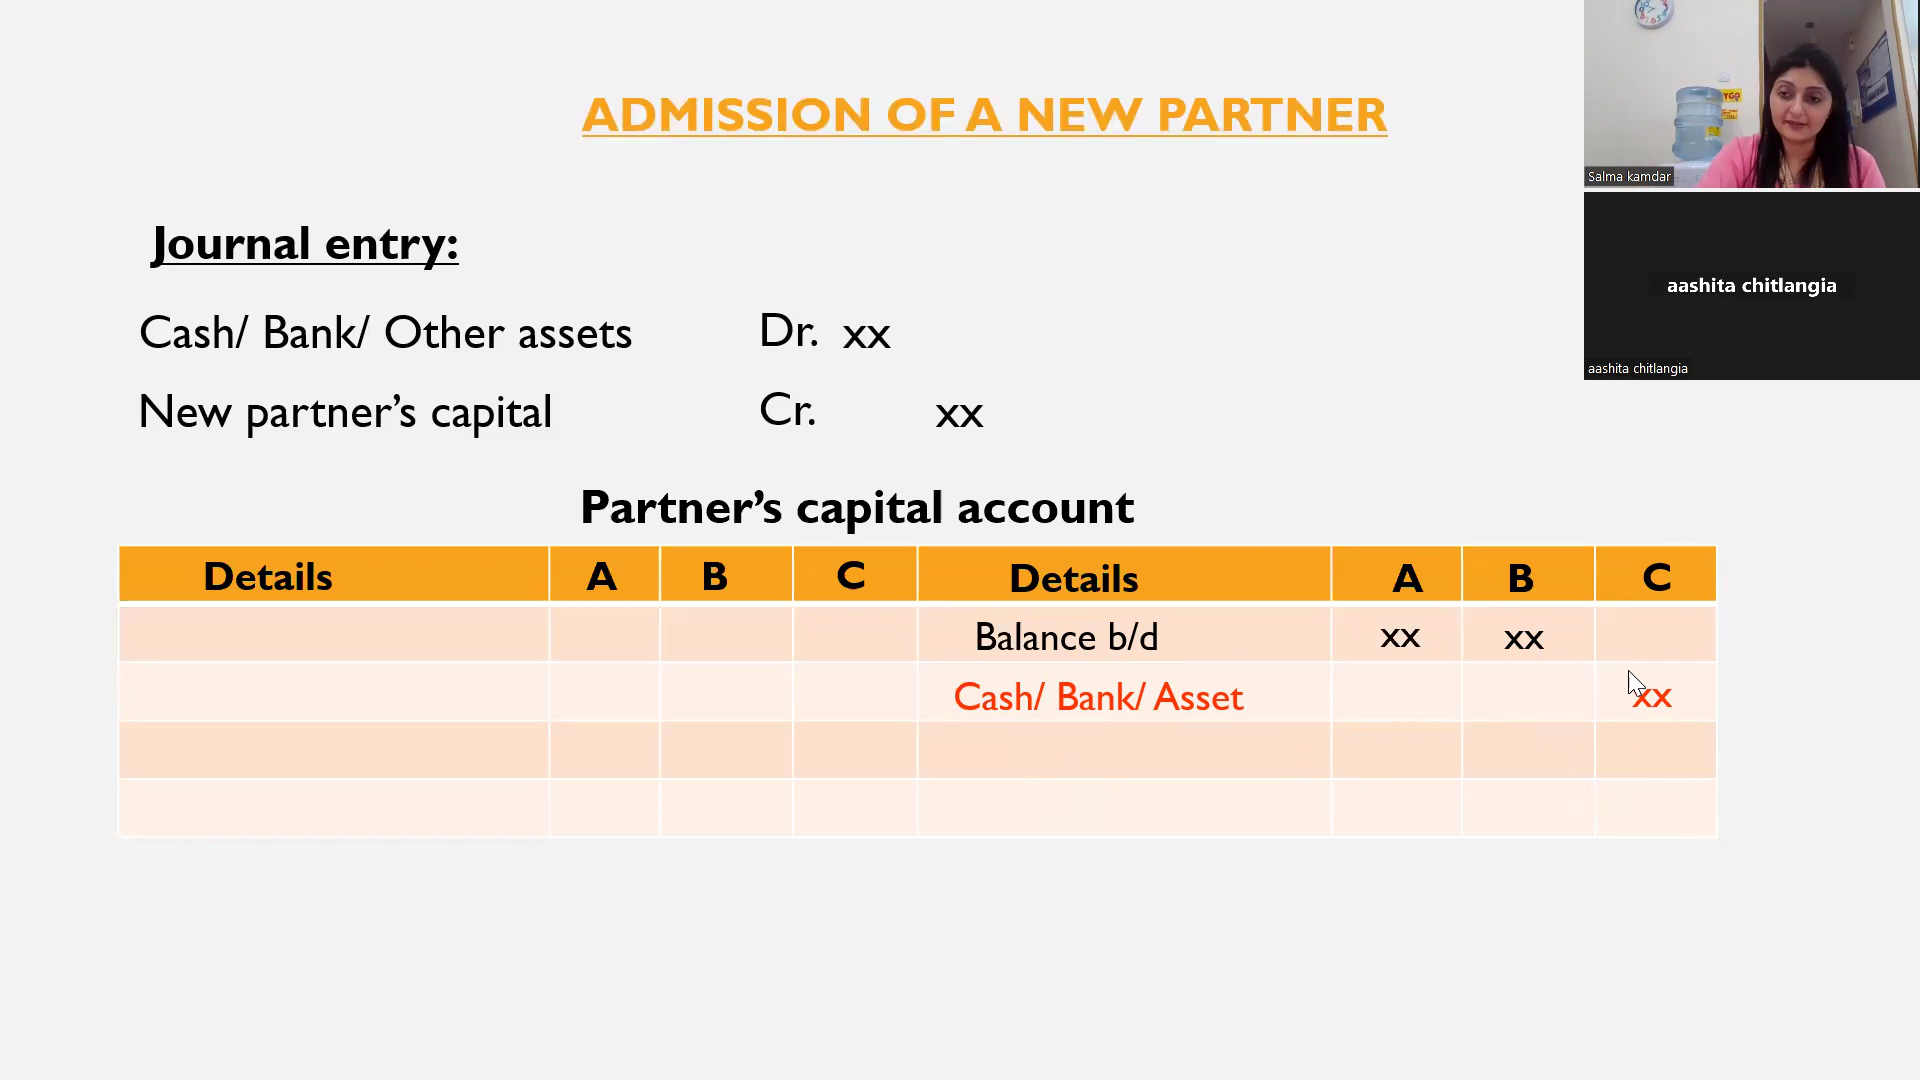 ADMISSION OF A NEW PARTNER
Salma kamdar
aashita chitlangia
aashita chitlangia
Journal entry:
Cash/ Bank/ Other assets Dr. xx
New partner's capital Cr. xx
Partner's capital account
Details A B C Details A B C
Balance b/d xx xx
Cash/ Bank/ Asset xx